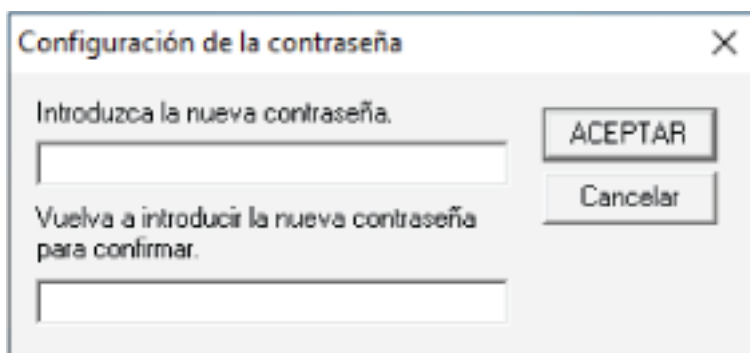 Configuración de la contraseña
Introduzca la nueva contraseña.
ACEPTAR
Cancelar
Vuelva a introducir la nueva contraseña
para confirmar.